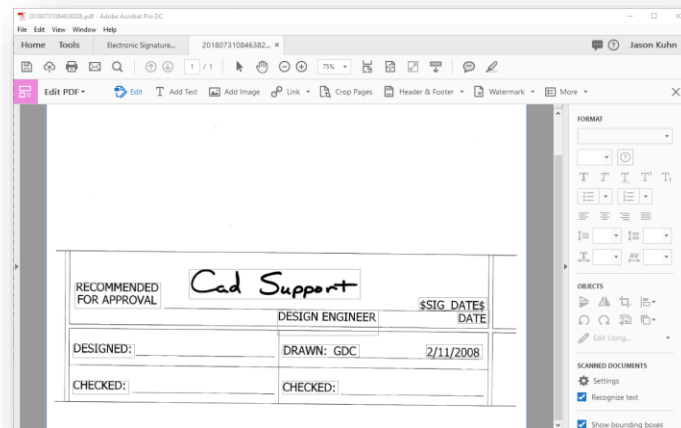 20180731084638208.pdf - Adobe Acrobat Pro DC
File Edit View Window Help
Home Tools Electronic Signature... 201807310846382... × Jason Kuhn
1 / 1 75%
Edit PDF Edit Add Text Add Image Link Crop Pages Header & Footer Watermark More
FORMAT
RECOMMENDED
FOR APPROVAL
Cad Support
$SIG DATE$
DESIGN ENGINEER DATE
DESIGNED: DRAWN: GDC 2/11/2008
CHECKED: CHECKED:
OBJECTS
Edit Using...
SCANNED DOCUMENTS
Settings
Recognize text
Show bounding boxes